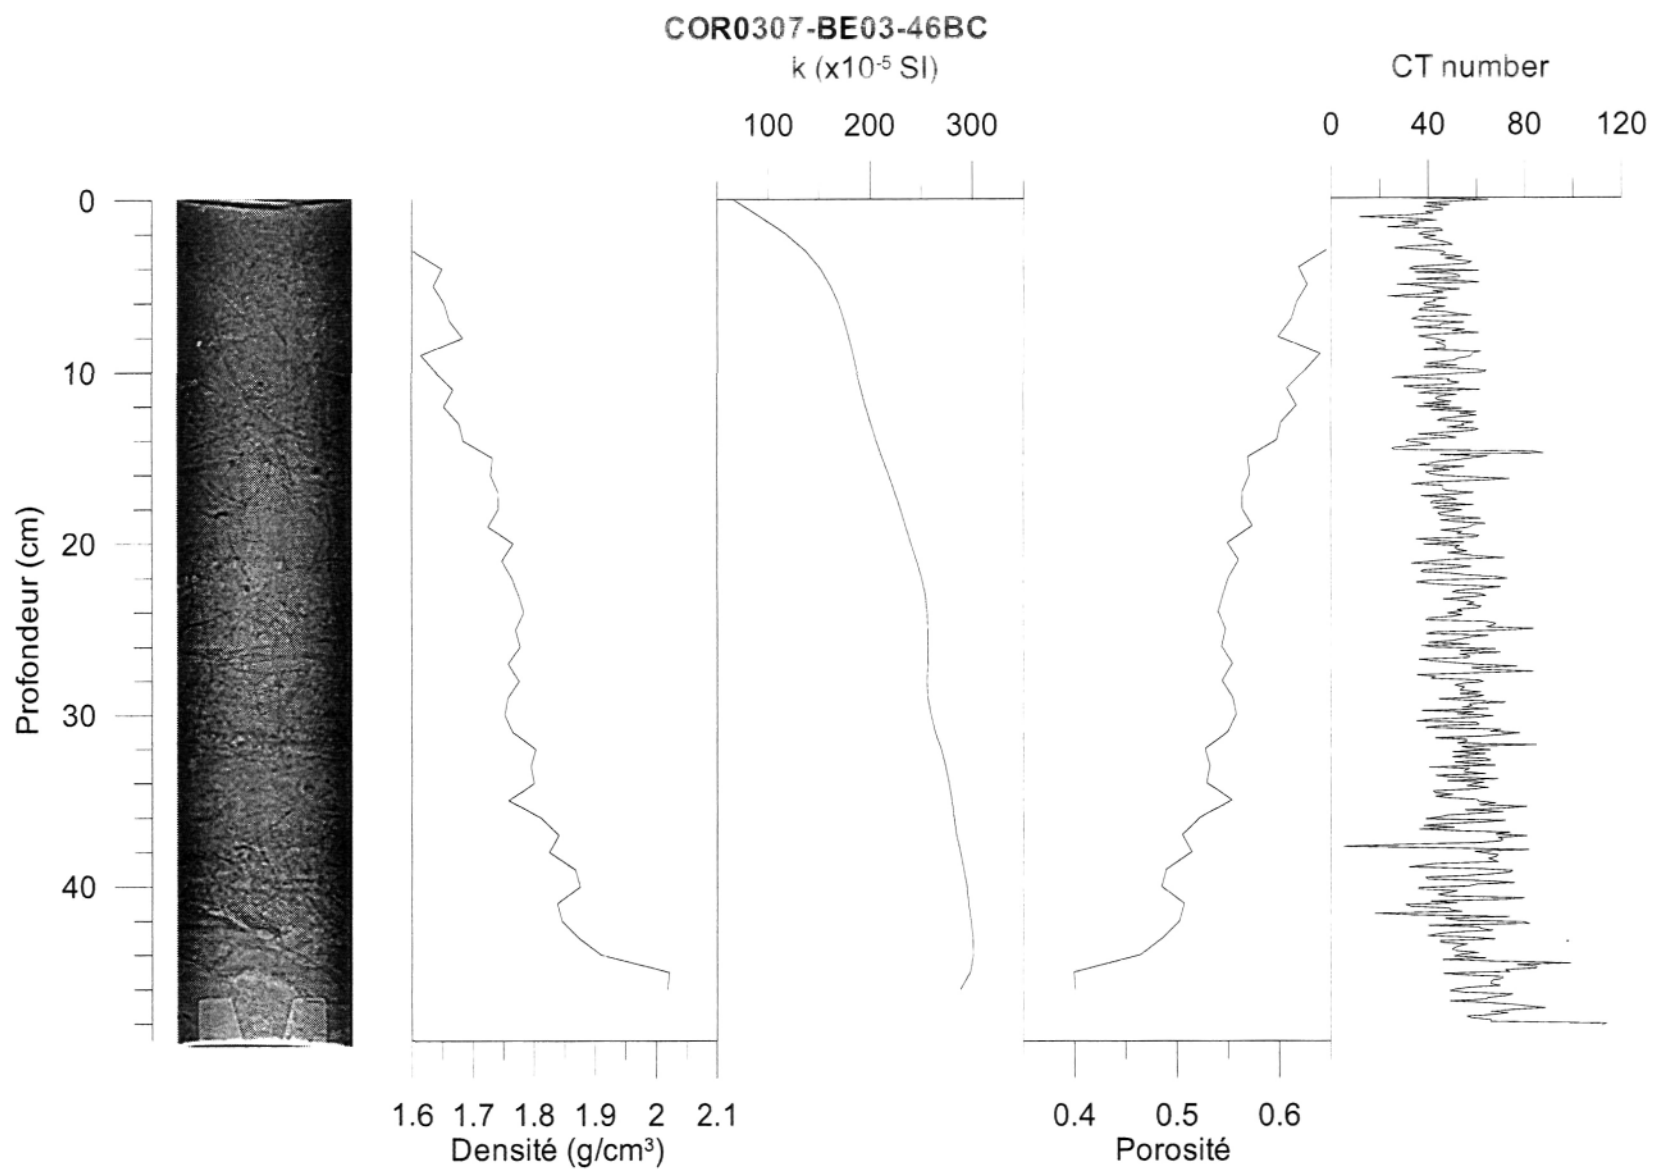 COR0307-BE03-46BC
k (x10-5 SI)
CT number
100 200 300
0 40 80 120
0
10
20
30
40
Profondeur (cm)
1.6 1.7 1.8 1.9 2 2.1
0.4 0.5 0.6
Densité (g/cm³)
Porosité